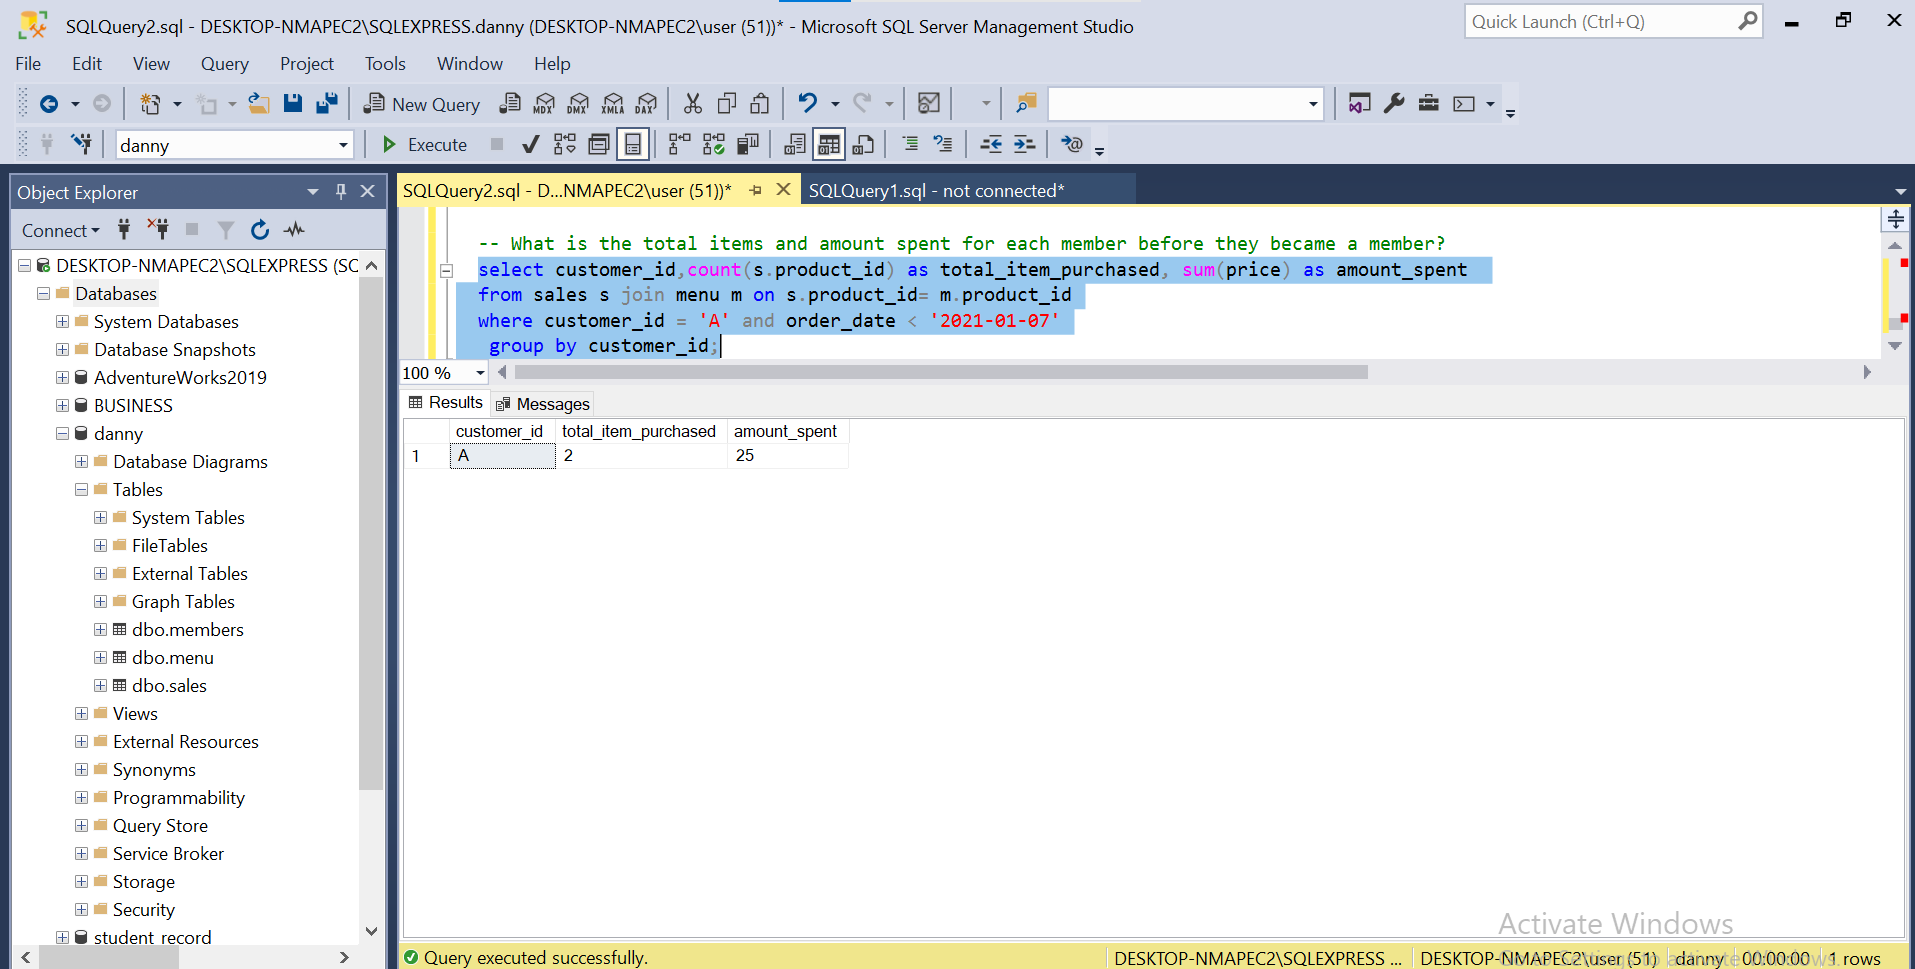 SQLQuery2.sql - DESKTOP-NMAPEC2\SQLEXPRESS.danny (DESKTOP-NMAPEC2\user (51))* - Microsoft SQL Server Management Studio
Quick Launch (Ctrl+Q)
File Edit View Query Project Tools Window Help
New Query MDX DMX XMLA DAX
danny Execute
Object Explorer
SQLQuery2.sql - D...NMAPEC2\user (51))* SQLQuery1.sql - not connected*
Connect
DESKTOP-NMAPEC2\SQLEXPRESS (SC
Databases
System Databases
Database Snapshots
AdventureWorks2019
BUSINESS
danny
Database Diagrams
Tables
System Tables
FileTables
External Tables
Graph Tables
dbo.members
dbo.menu
dbo.sales
Views
External Resources
Synonyms
Programmability
Query Store
Service Broker
Storage
Security
student_record
-- What is the total items and amount spent for each member before they became a member?
select customer_id,count(s.product_id) as total_item_purchased, sum(price) as amount_spent
from sales s join menu m on s.product_id= m.product_id
where customer_id = 'A' and order_date < '2021-01-07'
group by customer_id;
100 %
Results Messages
customer_id total_item_purchased amount_spent
1 A 2 25
Activate Windows
Query executed successfully.
DESKTOP-NMAPEC2\SQLEXPRESS ... DESKTOP-NMAPEC2\user (51) danny 00:00:00 1 rows